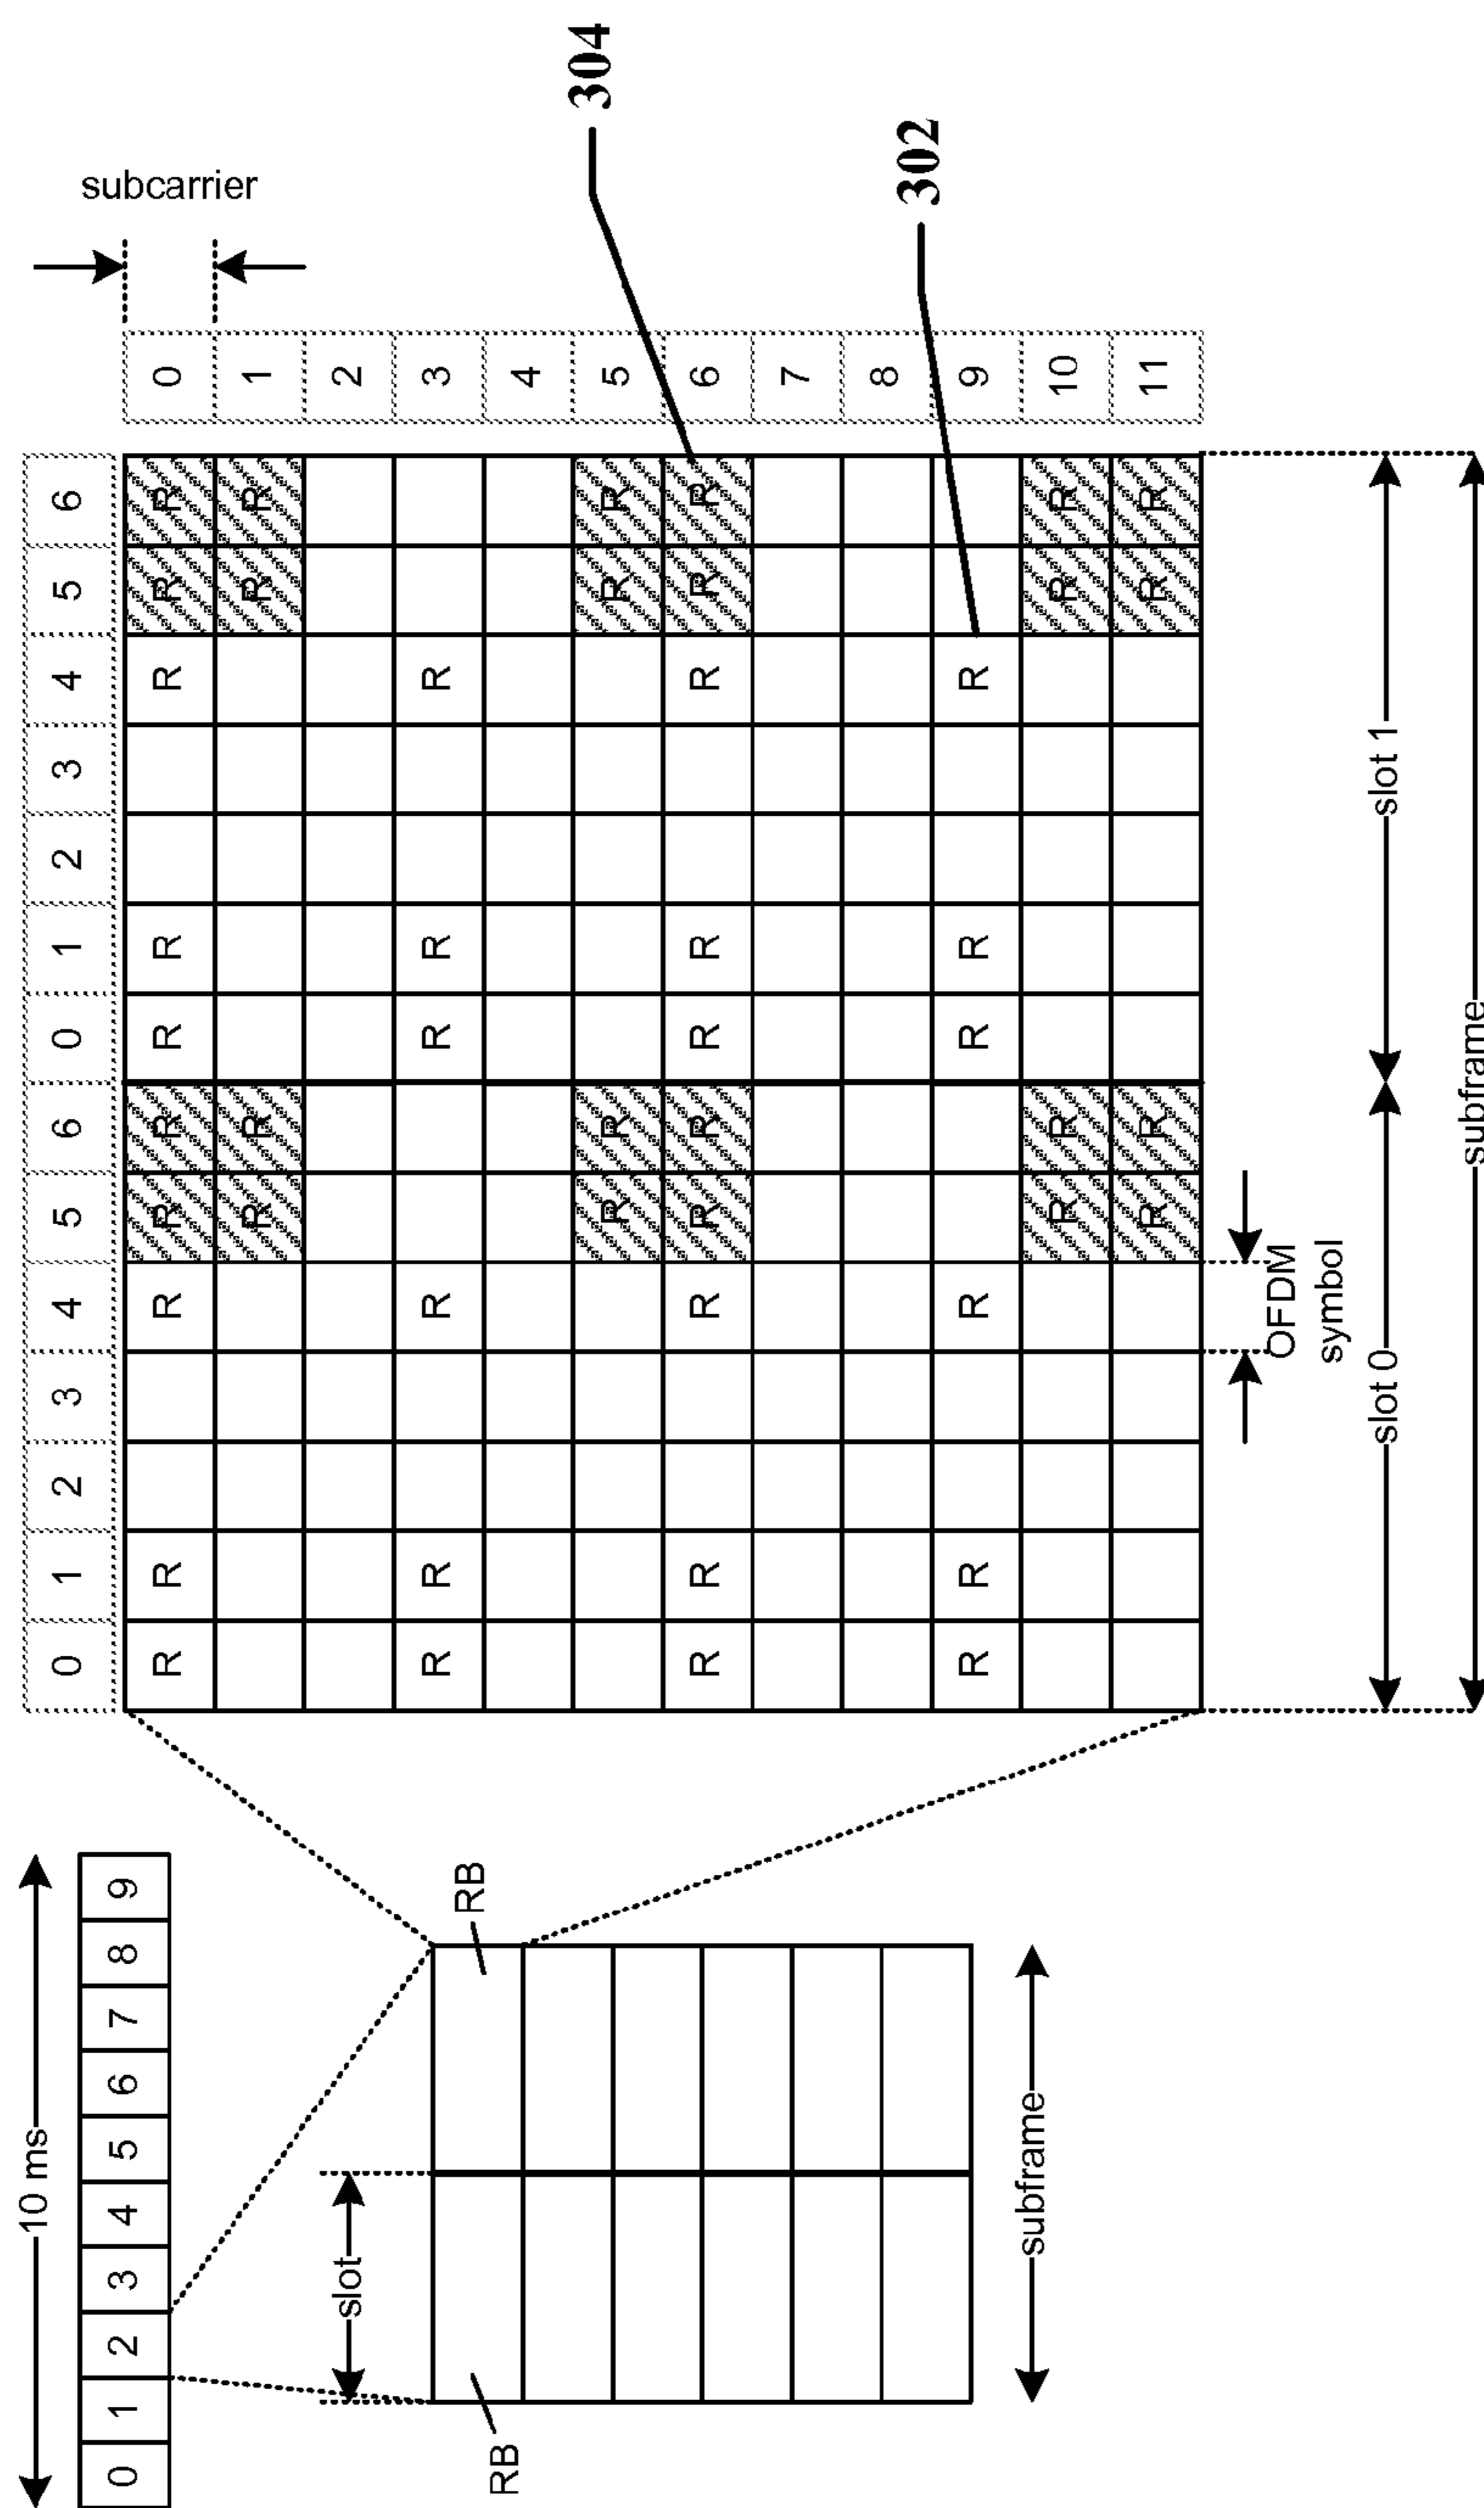 10 ms
0 1 2 3 4 5 6 7 8 9
slot
RB
RB
subframe
0 1 2 3 4 5 6 0 1 2 3 4 5 6
subcarrier
R R R R R R R R R R 0
R R R R 1
2
R R R R R R 3
4
R R R R 5
R R R R R R R R R R 6
7
8
R R R R R R 9
R R R R 10
R R R R 11
304
302
OFDM
symbol
slot 0
slot 1
subframe